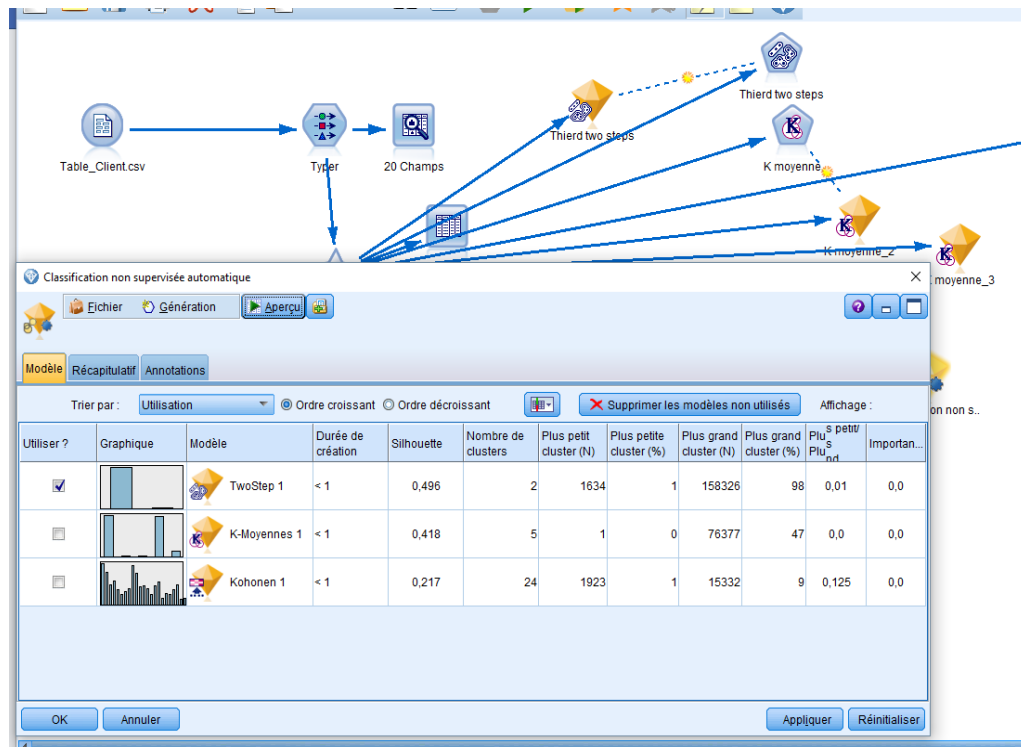 Thierd two steps
Thierd two steps
Table_Client.csv
Typer
20 Champs
K moyenne
K-moyenne_2
moyenne_3
on non s..
Classification non supervisée automatique
Fichier Génération Aperçu
Modèle Récapitulatif Annotations
Trier par : Utilisation Ordre croissant Ordre décroissant Supprimer les modèles non utilisés Affichage :
Utiliser ? Graphique Modèle Durée de création Silhouette Nombre de clusters Plus petit cluster (N) Plus petite cluster (%) Plus grand cluster (N) Plus grand cluster (%) Plus petit/ Plus Importan...
TwoStep 1 < 1 0,496 2 1634 1 158326 98 0,01 0,0
K-Moyennes 1 < 1 0,418 5 1 0 76377 47 0,0 0,0
Kohonen 1 < 1 0,217 24 1923 1 15332 9 0,125 0,0
OK Annuler Appliquer Réinitialiser